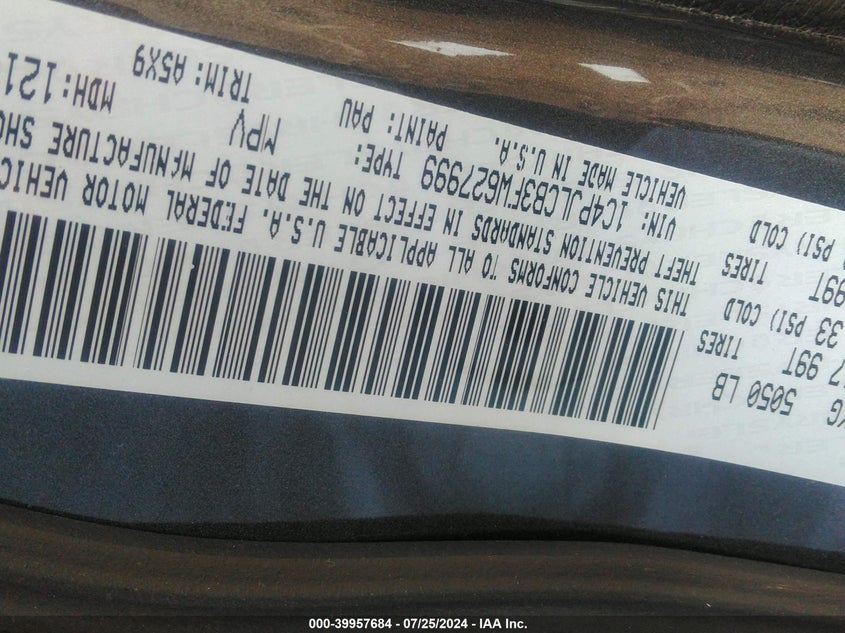 5050 LB
KG
TIRES
7 99T
33 PSI) COLD
TIRES
99T
PSI) COLD
THIS VEHICLE CONFORMS TO ALL APPLICABLE U.S.A. FEDERAL MOTOR VEHIC
THEFT PREVENTION STANDARDS IN EFFECT ON THE DATE OF MANUFACTURE SHO
VIN: 1C4PJLCB3FW627999 TYPE: MPV MDH: 121
VEHICLE MADE IN U.S.A. PAINT: PAU TRIM: A5X9
000-39957684 - 07/25/2024 - IAA Inc.